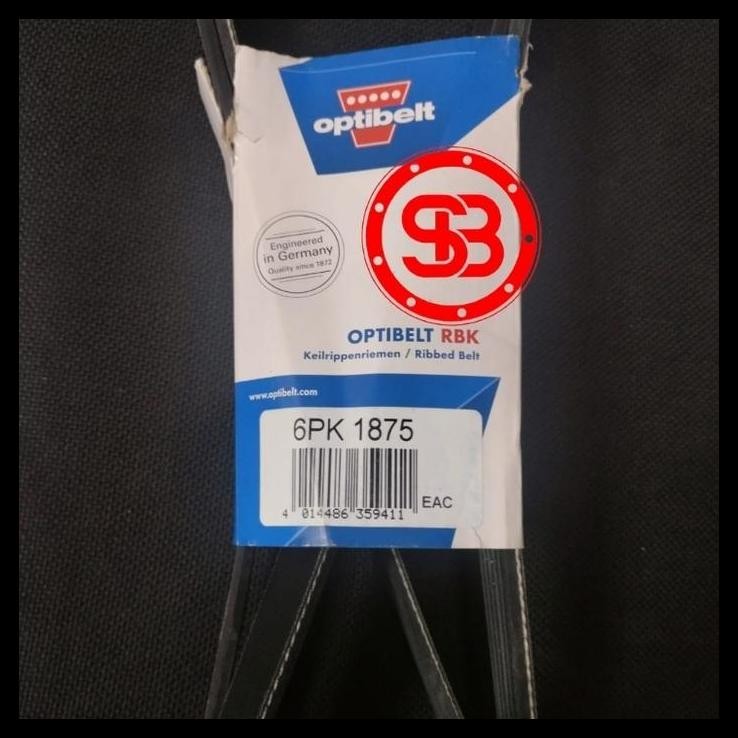 optibelt
SB
Engineered
in Germany
Quality since 1872
OPTIBELT RBK
Keilrippenriemen / Ribbed Belt
www.optibelt.com
6PK 1875
EAC
4 014486 359411